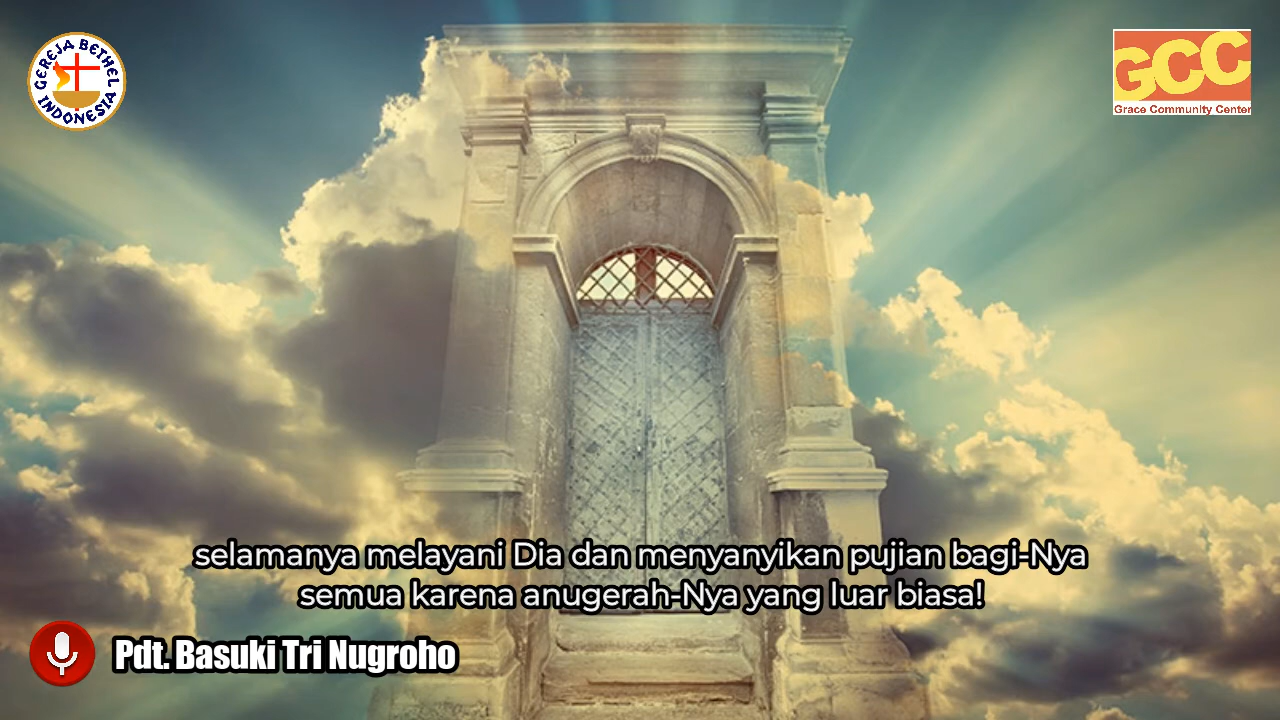 GEREJA BETHEL
INDONESIA
GCC
Grace Community Center
selamanya melayani Dia dan menyanyikan pujian bagi-Nya
semua karena anugerah-Nya yang luar biasa!
Pdt. Basuki Tri Nugroho